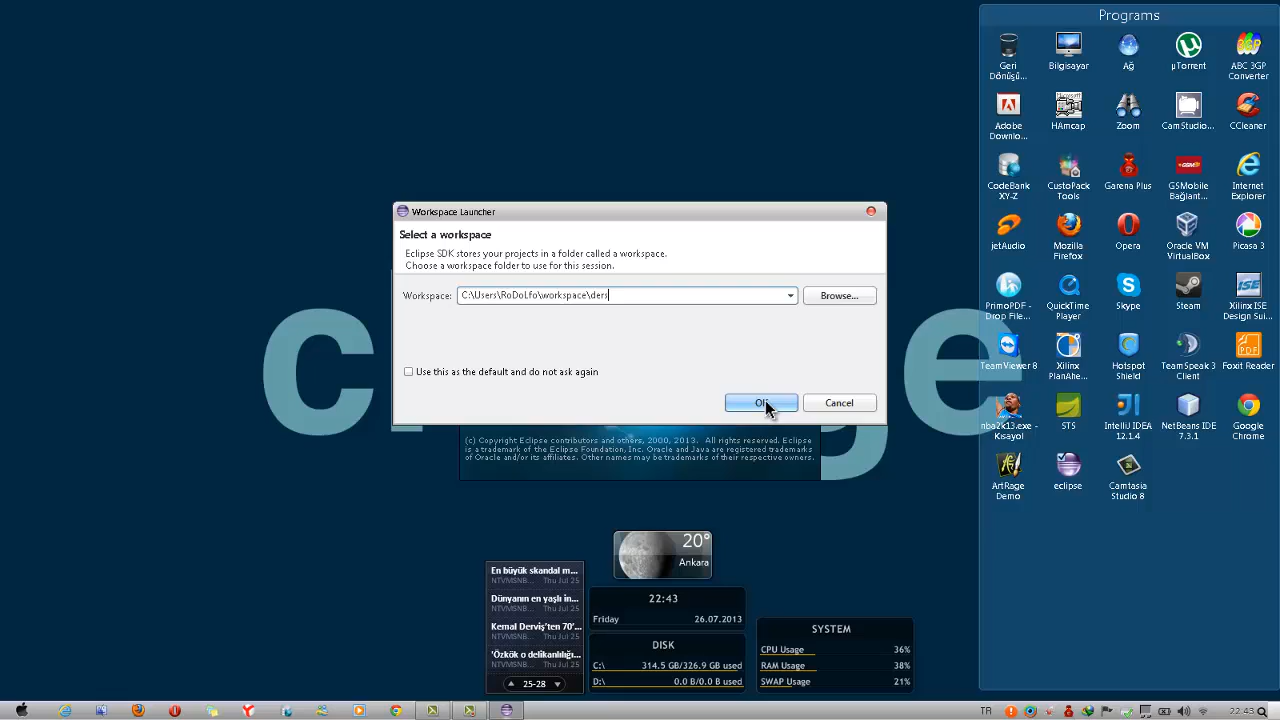 Programs
Geri Dönüşü...
Bilgisayar
Ağ
µTorrent
ABC 3GP Converter
Adobe Downlo...
HAmcap
Zoom
CamStudio...
CCleaner
CodeBank XY-Z
CustoPack Tools
Garena Plus
GSMobile Bağlant...
Internet Explorer
jetAudio
Mozilla Firefox
Opera
Oracle VM VirtualBox
Picasa 3
PrimoPDF - Drop File...
QuickTime Player
Skype
Steam
Xilinx ISE Design Sui...
TeamViewer 8
Xilinx PlanAhe...
Hotspot Shield
TeamSpeak 3 Client
Foxit Reader
nba2k13.exe - Kısayol
STS
IntelliJ IDEA 12.1.4
NetBeans IDE 7.3.1
Google Chrome
ArtRage Demo
eclipse
Camtasia Studio 8
Workspace Launcher
Select a workspace
Eclipse SDK stores your projects in a folder called a workspace.
Choose a workspace folder to use for this session.
Workspace: C:\Users\RoDoLfo\workspace\ders Browse...
Use this as the default and do not ask again
OK Cancel
(c) Copyright Eclipse contributors and others, 2000, 2013. All rights reserved. Eclipse
is a trademark of the Eclipse Foundation, Inc. Oracle and Java are registered trademarks
of Oracle and/or its affiliates. Other names may be trademarks of their respective owners.
20°
Ankara
En büyük skandal m...
NTVMSNB... Thu Jul 25
Dünyanın en yaşlı in...
NTVMSNB... Thu Jul 25
Kemal Derviş'ten 70'...
NTVMSNB... Thu Jul 25
'Özkök o delikanlılığı...
NTVMSNB... Thu Jul 25
25-28
22:43
Friday 26.07.2013
DISK
C:\ 314.5 GB/326.9 GB used
D:\ 0.0 B/0.0 B used
SYSTEM
CPU Usage 36%
RAM Usage 38%
SWAP Usage 21%
TR 22:43